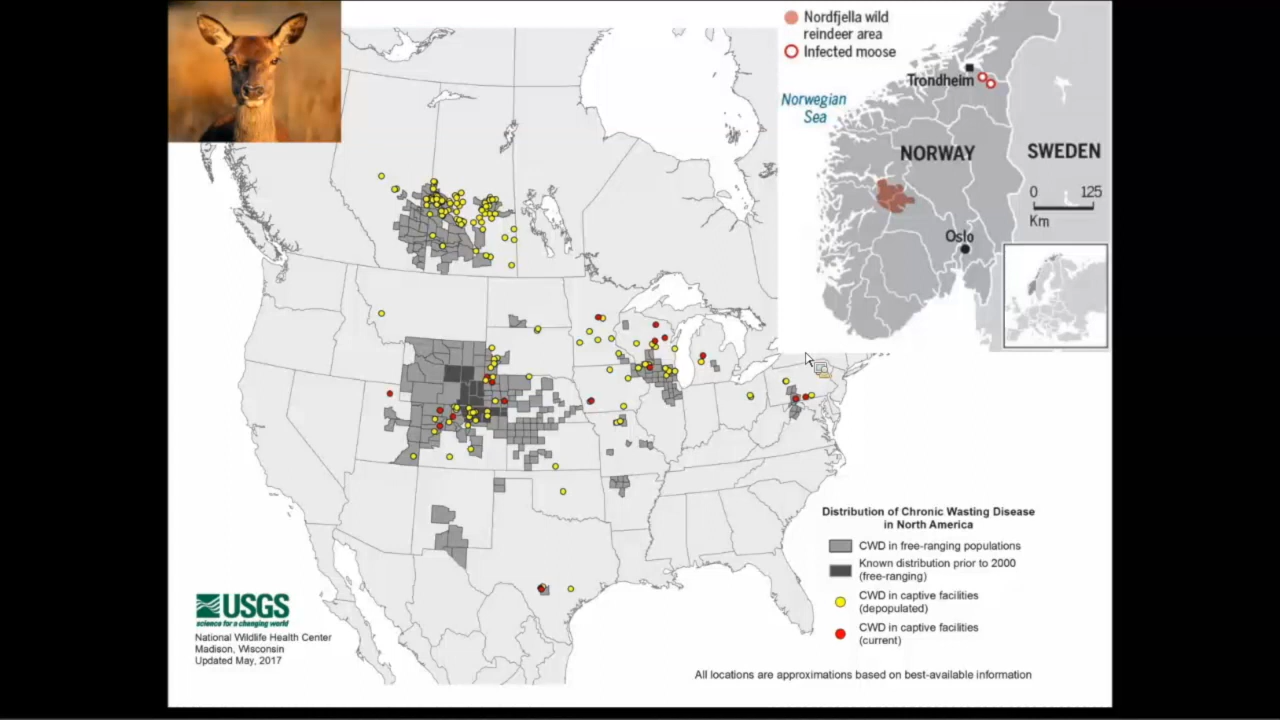 Nordfjella wild
reindeer area
Infected moose
Trondheim
Norwegian
Sea
NORWAY
SWEDEN
0 125
Km
Oslo
Distribution of Chronic Wasting Disease
in North America
CWD in free-ranging populations
Known distribution prior to 2000
(free-ranging)
CWD in captive facilities
(depopulated)
CWD in captive facilities
(current)
USGS
science for a changing world
National Wildlife Health Center
Madison, Wisconsin
Updated May, 2017
All locations are approximations based on best-available information